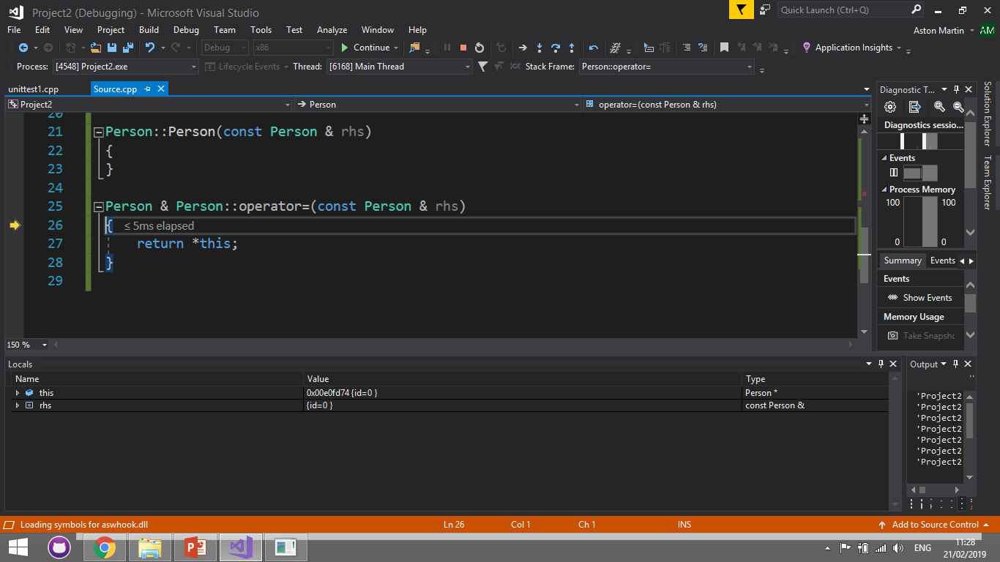 Project2 (Debugging) - Microsoft Visual Studio
Quick Launch (Ctrl+Q)
File Edit View Project Build Debug Team Tools Test Analyze Window Help
Aston Martin AM
Debug x86 Continue Application Insights
Process: [4548] Project2.exe Lifecycle Events Thread: [6168] Main Thread Stack Frame: Person::operator=
unittest1.cpp Source.cpp
Project2 Person operator=(const Person & rhs)
20
21 Person::Person(const Person & rhs)
22 {
23 }
24
25 Person & Person::operator=(const Person & rhs)
26 { ≤ 5ms elapsed
27 return *this;
28 }
29
150 %
Diagnostic T...
Diagnostics sessio...
Events
Process Memory
100 100
0 0
Summary Events
Events
Show Events
Memory Usage
Take Snapshc
Solution Explorer
Team Explorer
Locals
Name Value Type
this 0x00e0fd74 {id=0 } Person *
rhs {id=0 } const Person &
Output
'Project2
'Project2
'Project2
'Project2
'Project2
'Project2
'Project2
Loading symbols for aswhook.dll Ln 26 Col 1 Ch 1 INS Add to Source Control
ENG
11:28
21/02/2019